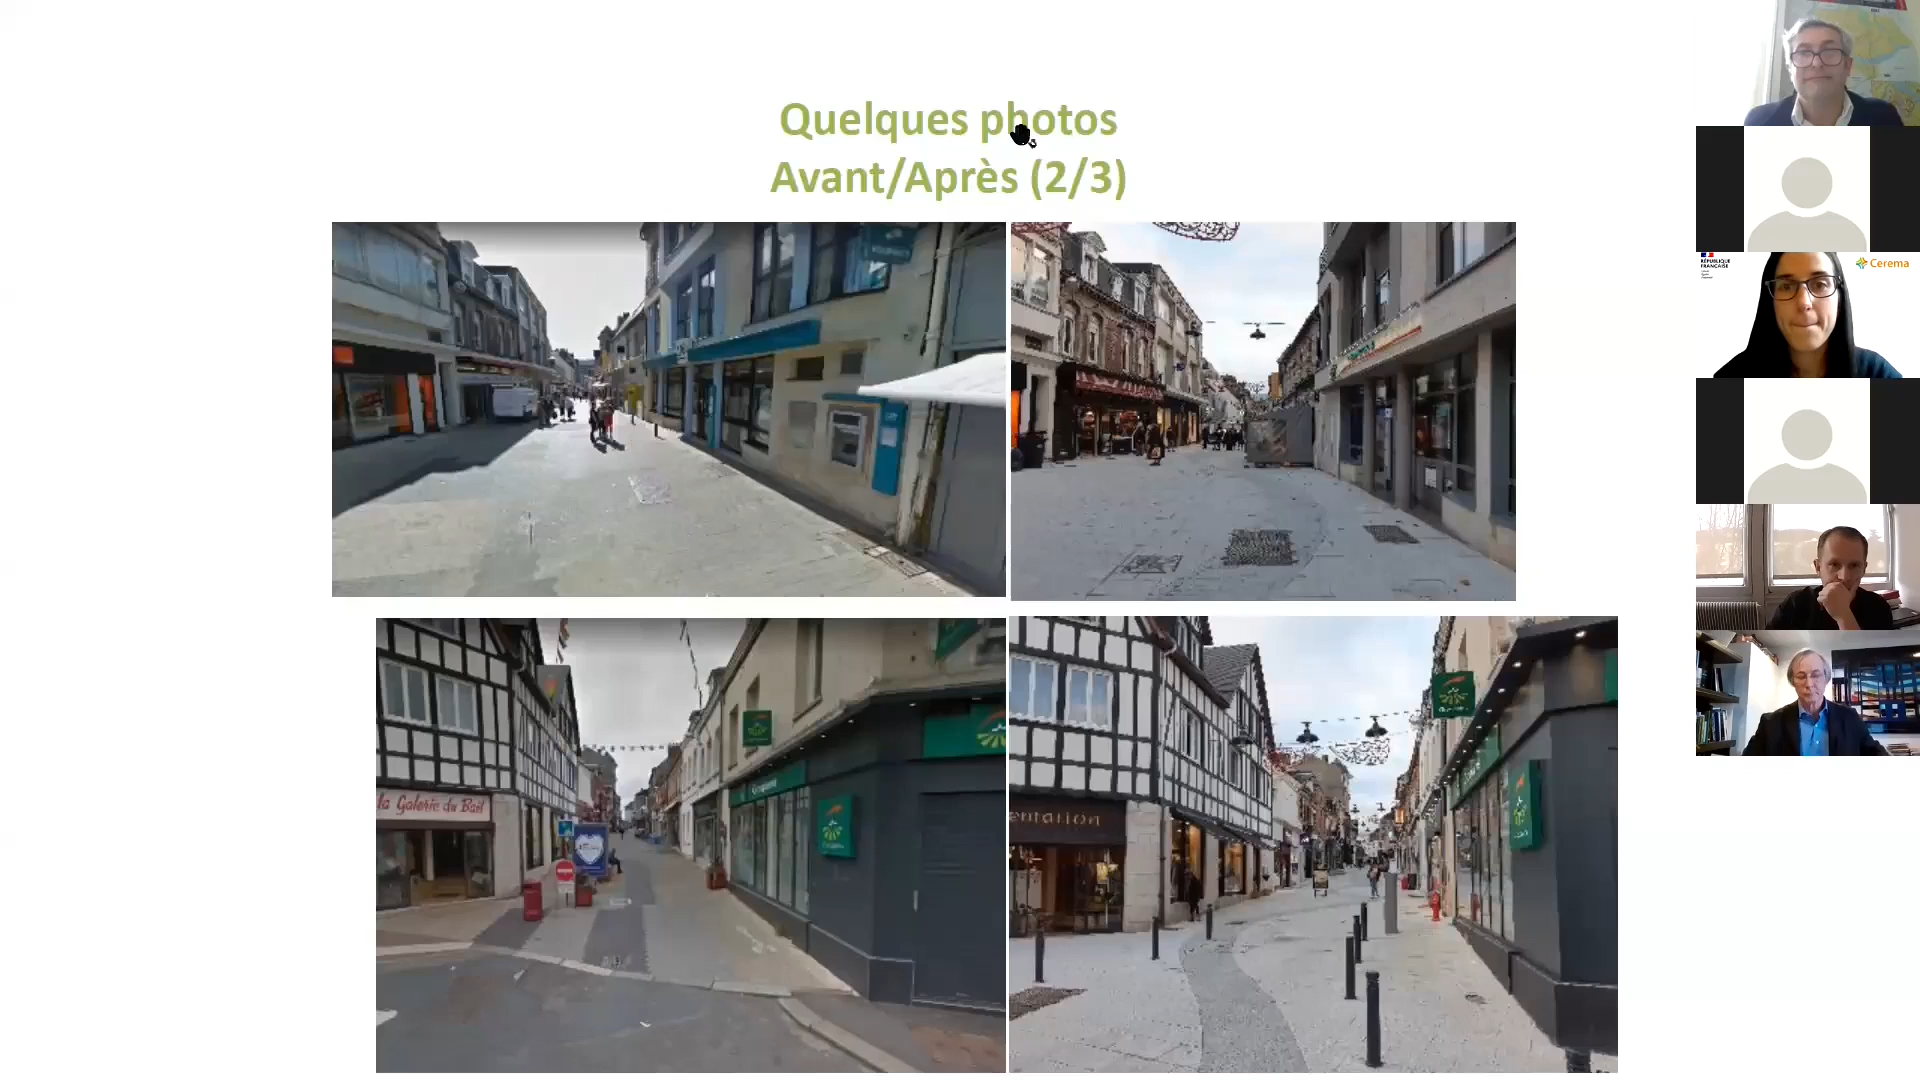 Quelques photos
Avant/Après (2/3)
RÉPUBLIQUE
FRANÇAISE
Cerema
la Galerie du Bail
entation